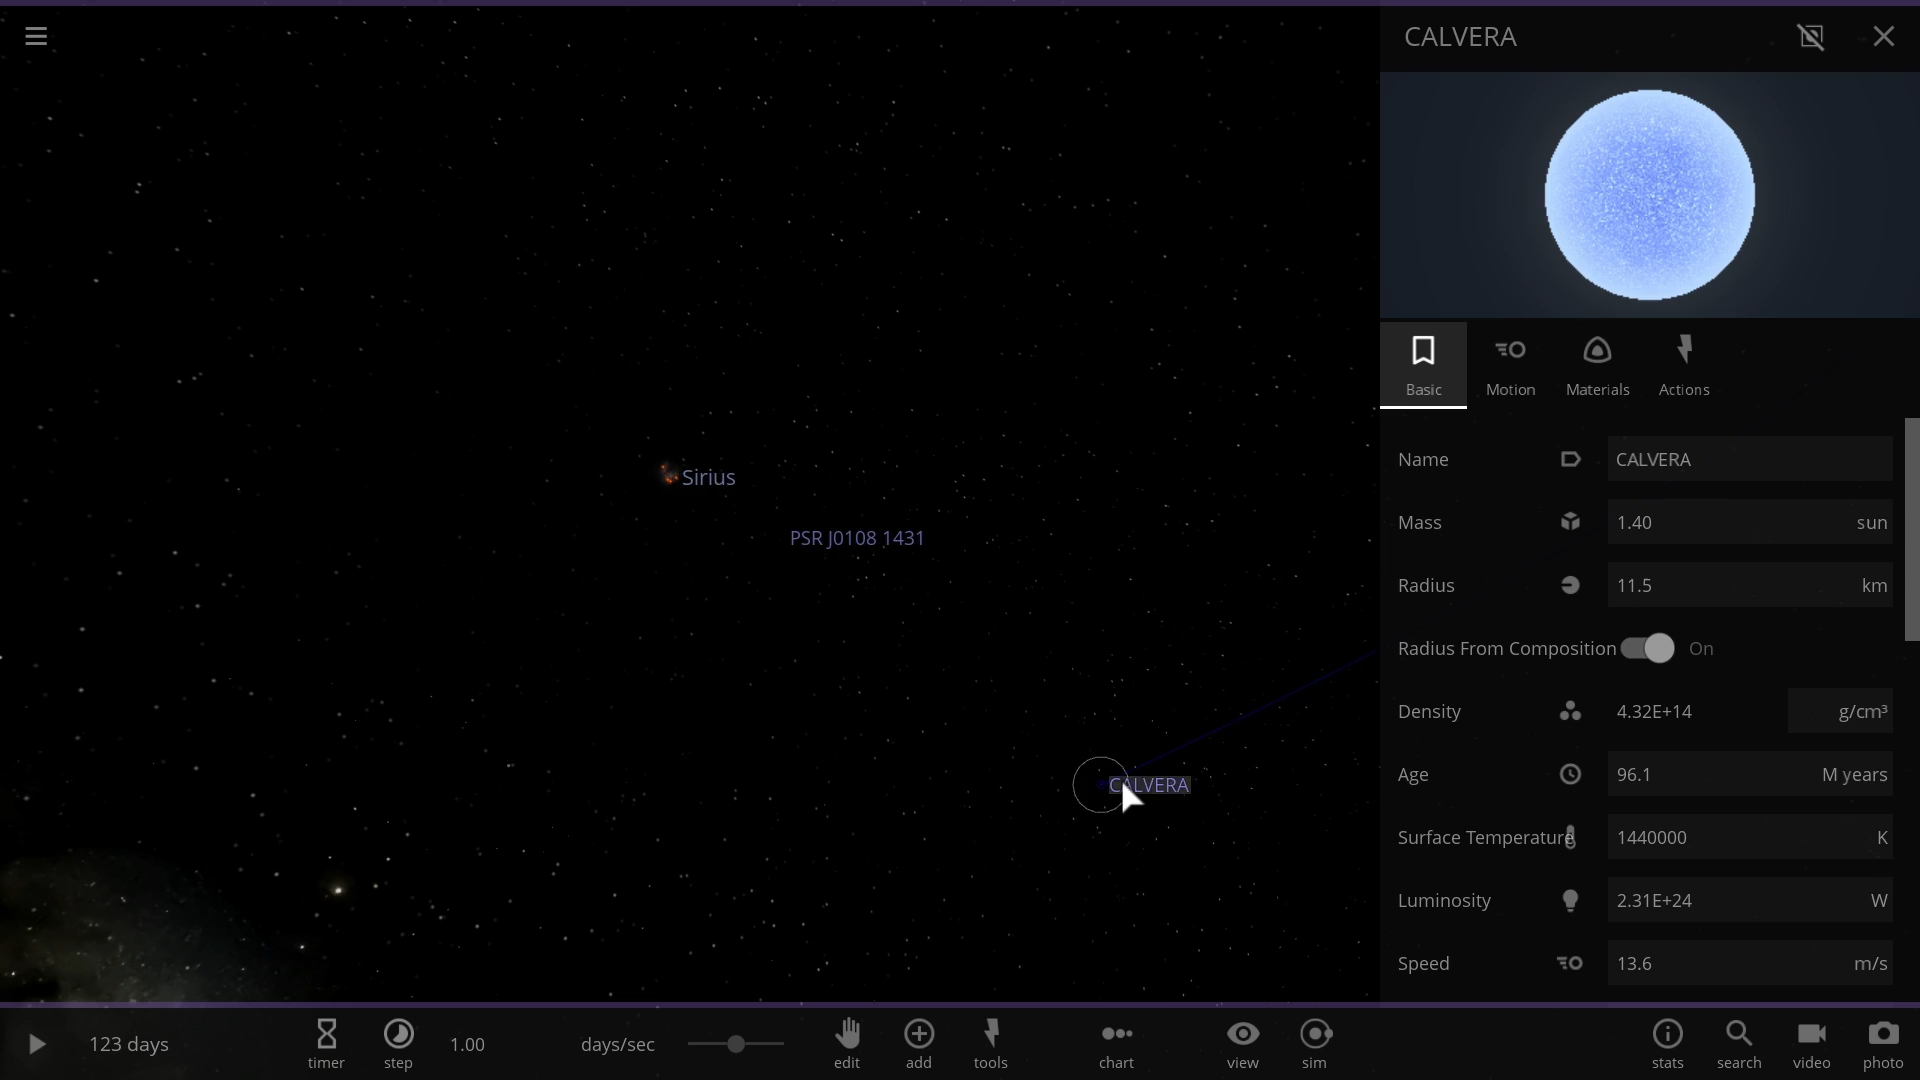 CALVERA
Basic
Motion
Materials
Actions
Name
CALVERA
Mass
1.40 sun
Radius
11.5 km
Radius From Composition
On
Density
4.32E+14 g/cm³
Age
96.1 M years
Surface Temperature
1440000 K
Luminosity
2.31E+24 W
Speed
13.6 m/s
Sirius
PSR J0108 1431
CALVERA
123 days
timer
step
1.00 days/sec
edit
add
tools
chart
view
sim
stats
search
video
photo